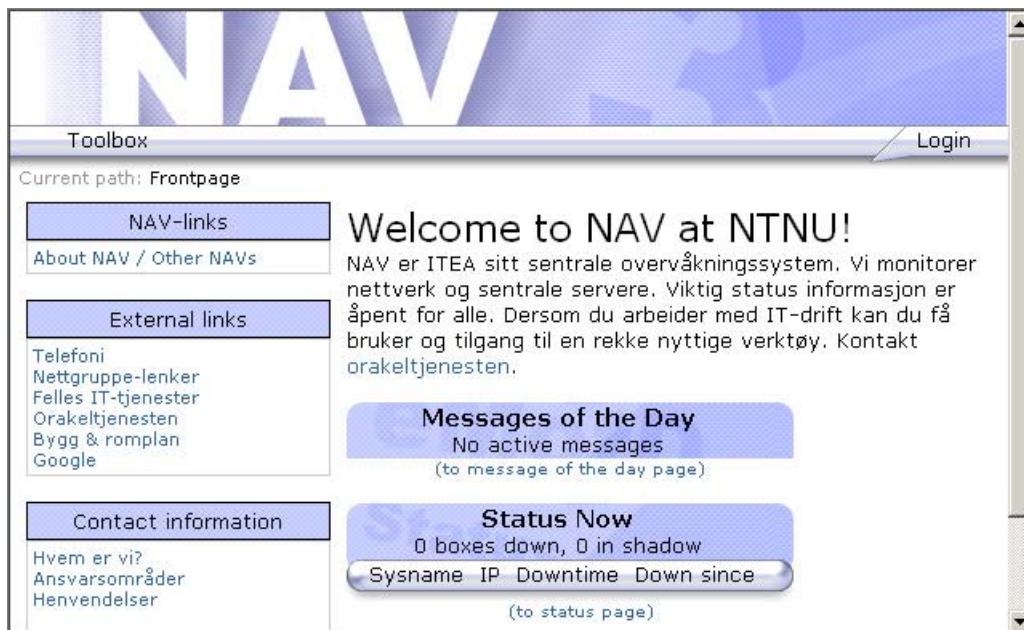 NAV
Toolbox
Login
Current path: Frontpage
NAV-links
About NAV / Other NAVs
External links
Telefoni
Nettgruppe-lenker
Felles IT-tjenester
Orakeltjenesten
Bygg & romplan
Google
Contact information
Hvem er vi?
Ansvarsområder
Henvendelser
Welcome to NAV at NTNU!
NAV er ITEA sitt sentrale overvåkningssystem. Vi monitorer
nettverk og sentrale servere. Viktig status informasjon er
åpent for alle. Dersom du arbeider med IT-drift kan du få
bruker og tilgang til en rekke nyttige verktøy. Kontakt
orakeltjenesten.
Messages of the Day
No active messages
(to message of the day page)
Status Now
0 boxes down, 0 in shadow
Sysname IP Downtime Down since
(to status page)